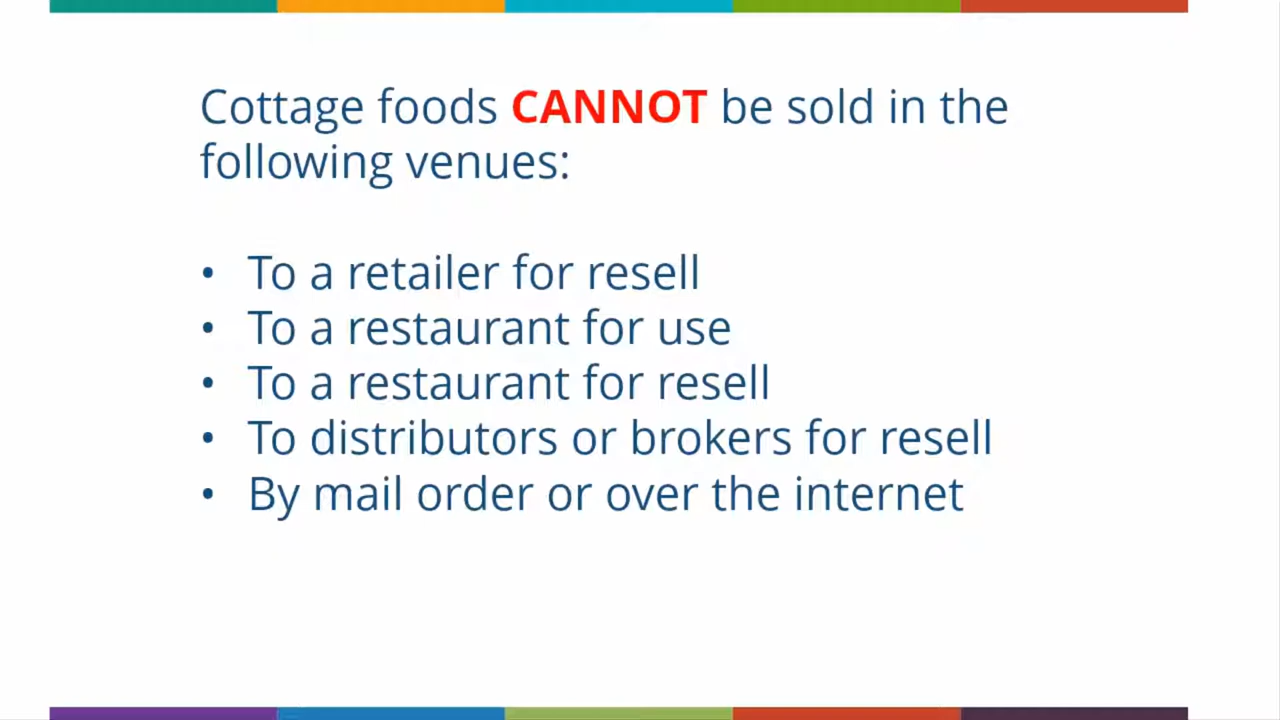 Cottage foods CANNOT be sold in the
following venues:
• To a retailer for resell
• To a restaurant for use
• To a restaurant for resell
• To distributors or brokers for resell
• By mail order or over the internet